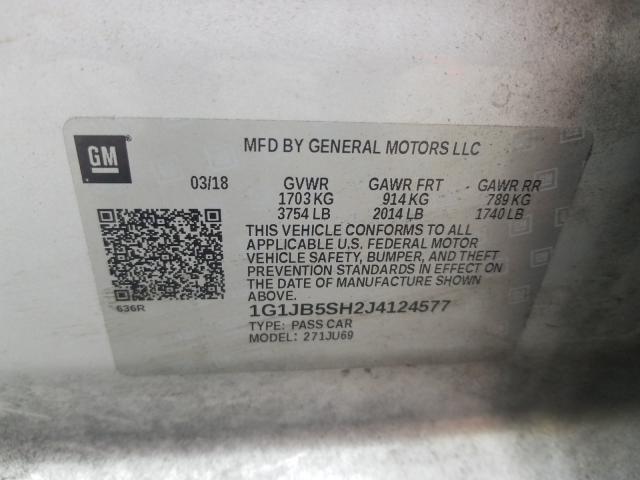 GM
MFD BY GENERAL MOTORS LLC
03/18 GVWR GAWR FRT GAWR RR
1703 KG 914 KG 789 KG
3754 LB 2014 LB 1740 LB
THIS VEHICLE CONFORMS TO ALL
APPLICABLE U.S. FEDERAL MOTOR
VEHICLE SAFETY, BUMPER, AND THEFT
PREVENTION STANDARDS IN EFFECT ON
THE DATE OF MANUFACTURE SHOWN
ABOVE.
636R
1G1JB5SH2J4124577
TYPE: PASS CAR
MODEL: 271JU69